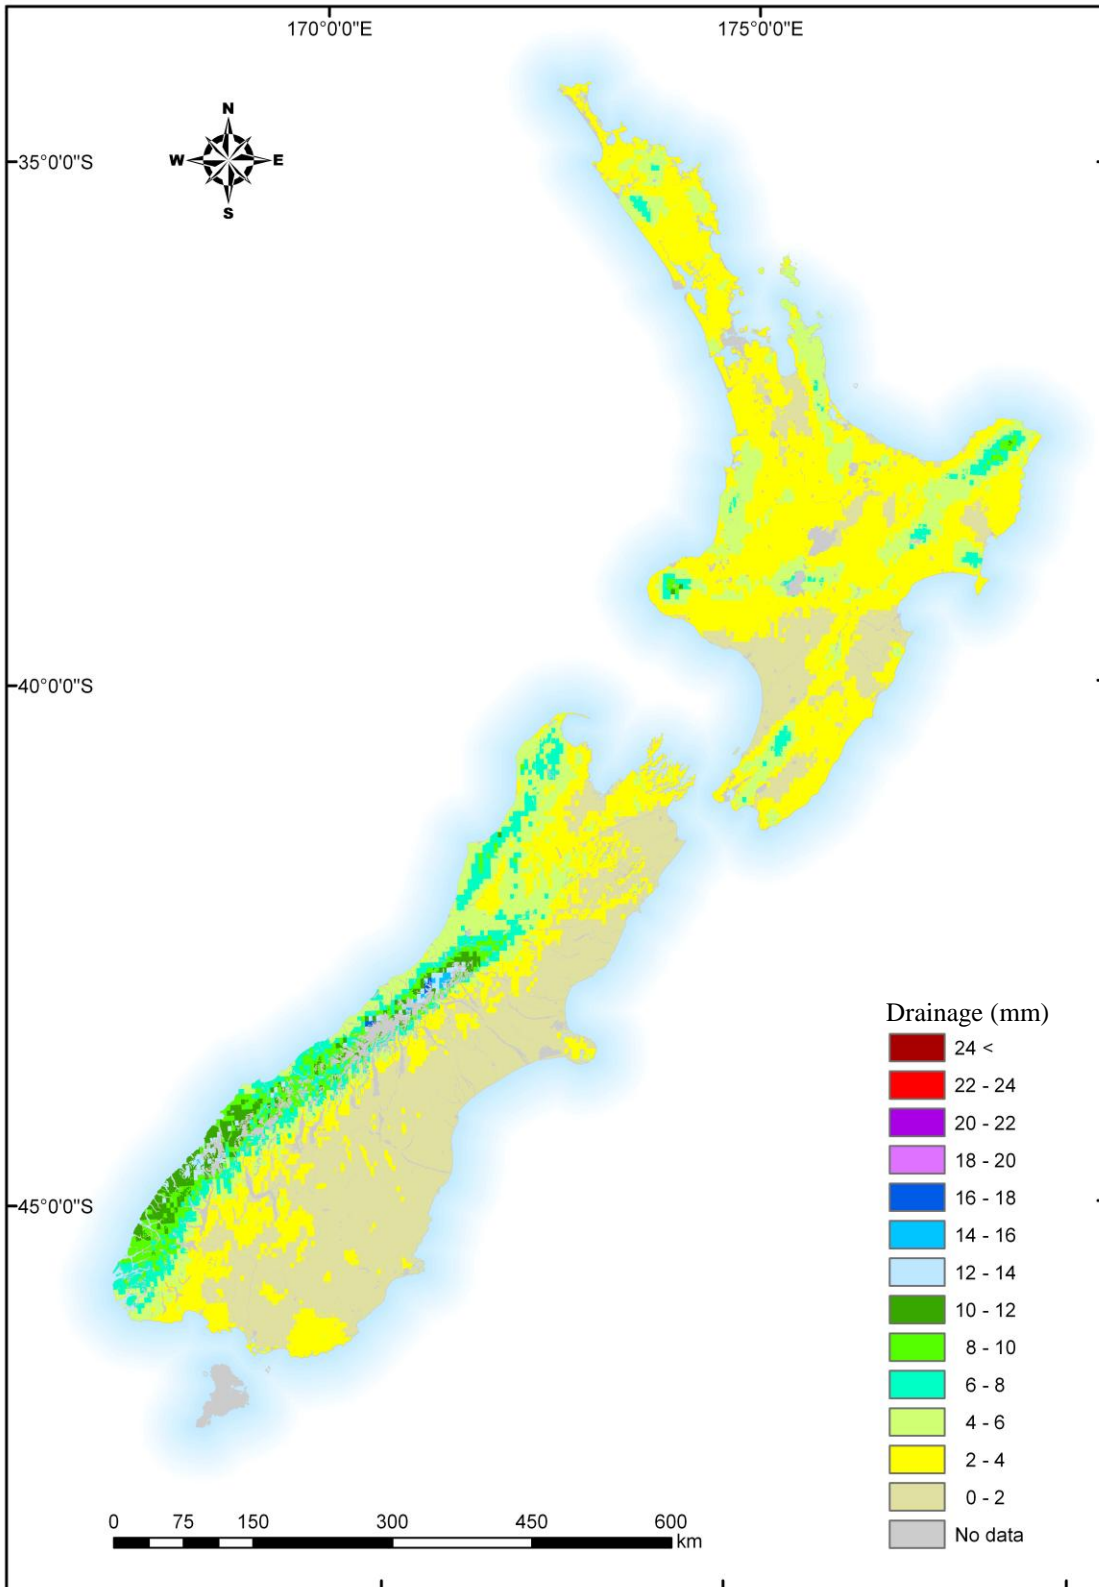 170°0'0"E
175°0'0"E
N
W
E
S
35°0'0"S
40°0'0"S
45°0'0"S
Drainage (mm)
24 <
22 - 24
20 - 22
18 - 20
16 - 18
14 - 16
12 - 14
10 - 12
8 - 10
6 - 8
4 - 6
2 - 4
0 - 2
No data
0 75 150 300 450 600
km